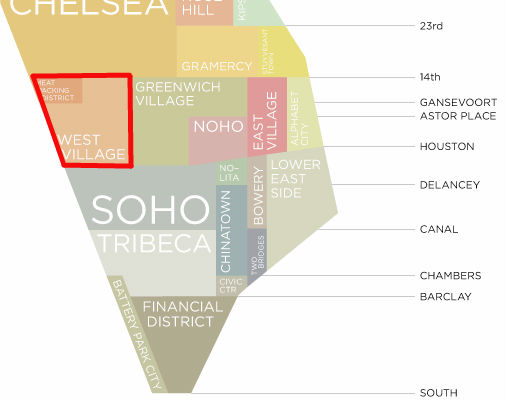 CHELSEA
HILL
KIPS
23rd
GRAMERCY
STUYVESANT
TOWN
14th
MEAT
PACKING
DISTRICT
GREENWICH
VILLAGE
GANSEVOORT
ASTOR PLACE
NOHO
EAST
VILLAGE
ALPHABET
CITY
WEST
VILLAGE
HOUSTON
NO-
LITA
BOWERY
LOWER
EAST
SIDE
DELANCEY
SOHO
CHINATOWN
CANAL
TRIBECA
TWO
BRIDGES
CHAMBERS
CIVIC
CTR
BARCLAY
BATTERY PARK CITY
FINANCIAL
DISTRICT
SOUTH